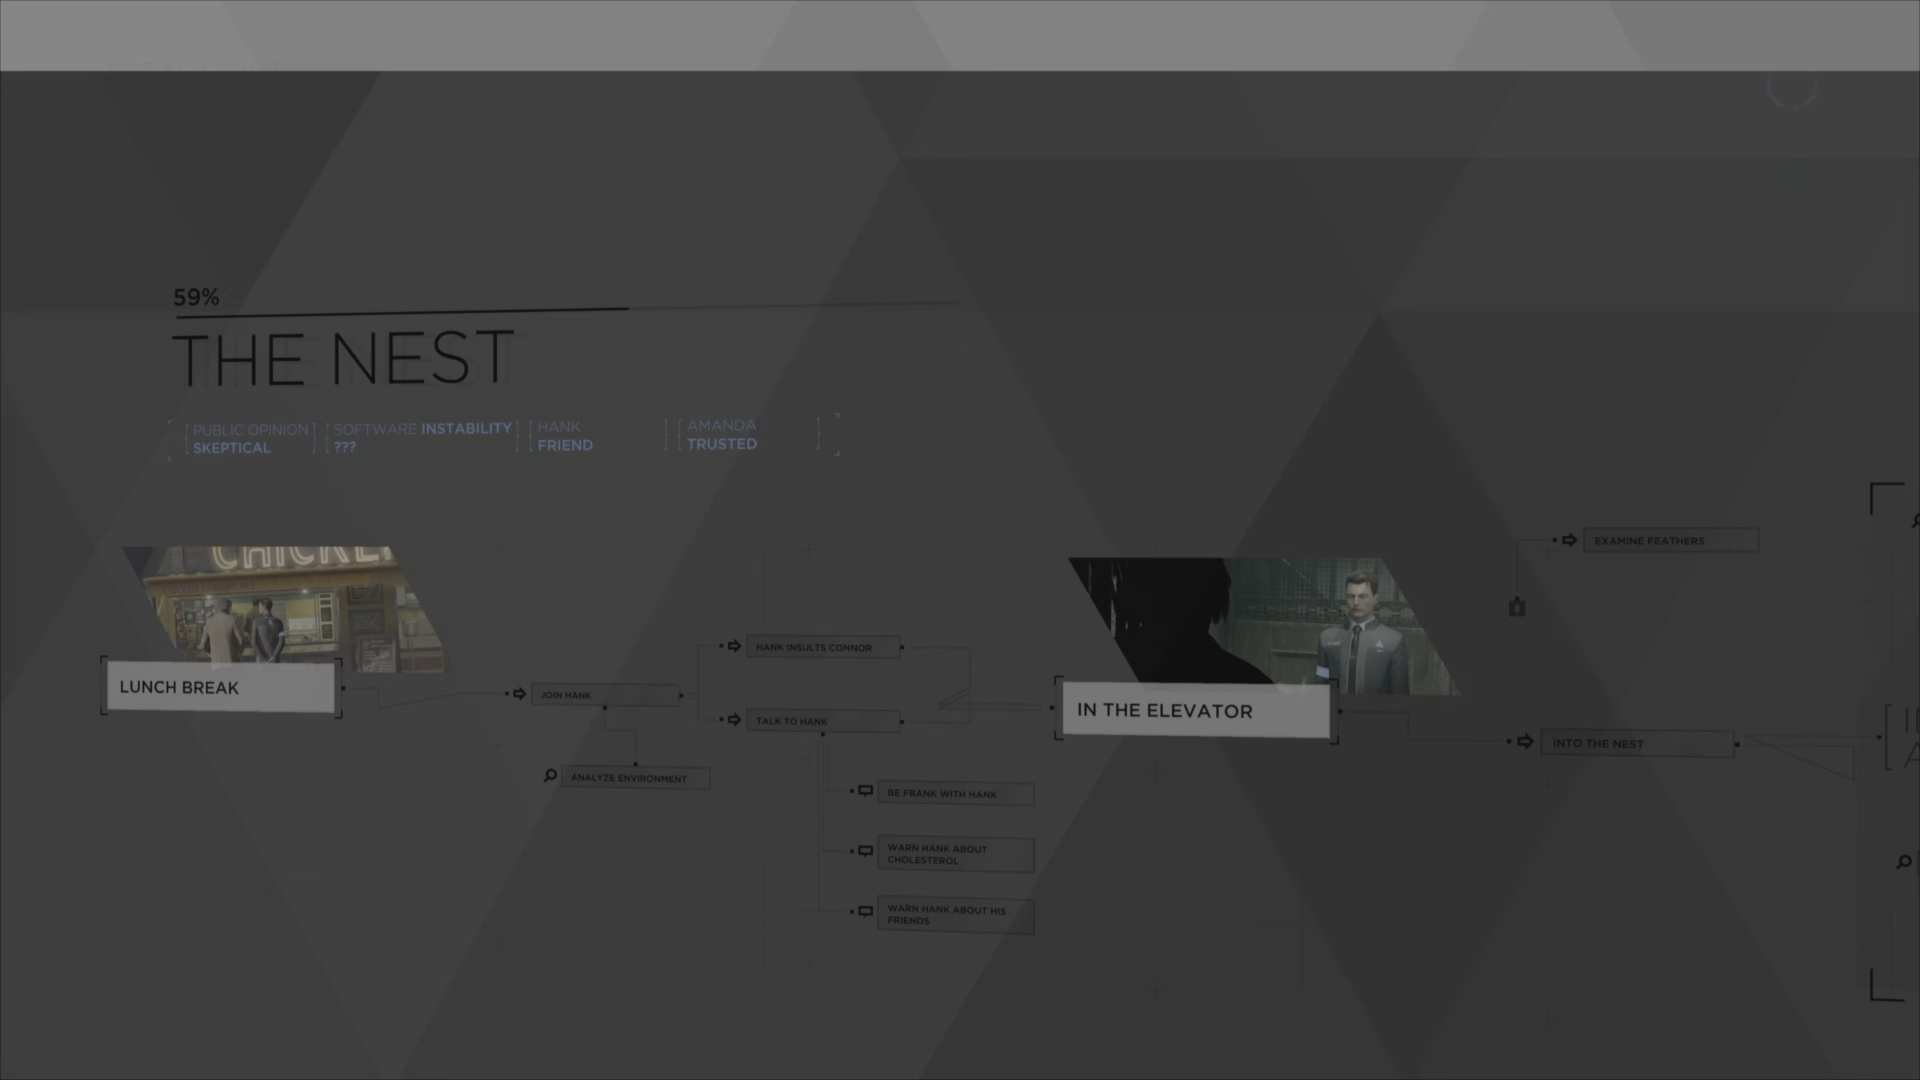 59%
THE NEST
PUBLIC OPINION
SKEPTICAL
SOFTWARE INSTABILITY
???
HANK
FRIEND
AMANDA
TRUSTED
CHICKE
LUNCH BREAK
JOIN HANK
ANALYZE ENVIRONMENT
HANK INSULTS CONNOR
TALK TO HANK
BE FRANK WITH HANK
WARN HANK ABOUT
CHOLESTEROL
WARN HANK ABOUT HIS
FRIENDS
IN THE ELEVATOR
EXAMINE FEATHERS
INTO THE NEST